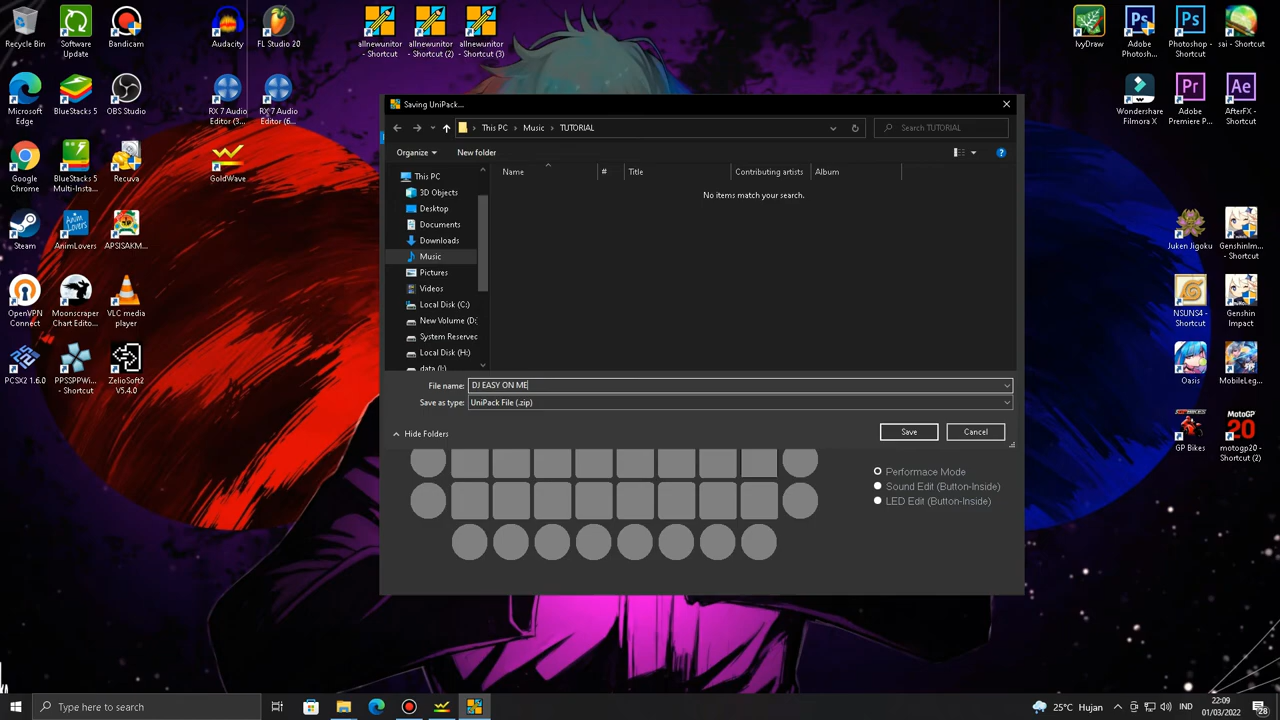 Recycle Bin
Software
Update
Bandicam
Audacity
FL Studio 20
allnewunitor
- Shortcut
allnewunitor
- Shortcut (2)
allnewunitor
- Shortcut (3)
IvyDraw
Adobe
Photosh...
Photoshop -
Shortcut
sai - Shortcut
Microsoft
Edge
BlueStacks 5
OBS Studio
RX 7 Audio
Editor (3...
RX 7 Audio
Editor (6...
Wondershare
Filmora X
Adobe
Premiere P...
AfterFX -
Shortcut
Google
Chrome
BlueStacks 5
Multi-Insta...
Recuva
GoldWave
Steam
AnimLovers
APSISAKM...
Juken Jigoku
GenshinIm...
- Shortcut
OpenVPN
Connect
Moonscraper
Chart Edito...
VLC media
player
NSUNS4 -
Shortcut
Genshin
Impact
PCSX2 1.6.0
PPSSPPWi...
- Shortcut
ZelioSoft2
V5.4.0
Oasis
MobileLeg...
GP Bikes
motogp20 -
Shortcut (2)
Saving UniPack...
This PC > Music > TUTORIAL
Search TUTORIAL
Organize
New folder
Name
#
Title
Contributing artists
Album
No items match your search.
This PC
3D Objects
Desktop
Documents
Downloads
Music
Pictures
Videos
Local Disk (C:)
New Volume (D:
System Reserved
Local Disk (H:)
data (I:)
File name: DJ EASY ON ME
Save as type: UniPack File (.zip)
Hide Folders
Save
Cancel
Performace Mode
Sound Edit (Button-Inside)
LED Edit (Button-Inside)
Type here to search
25°C Hujan
IND
22:09
01/03/2022
28